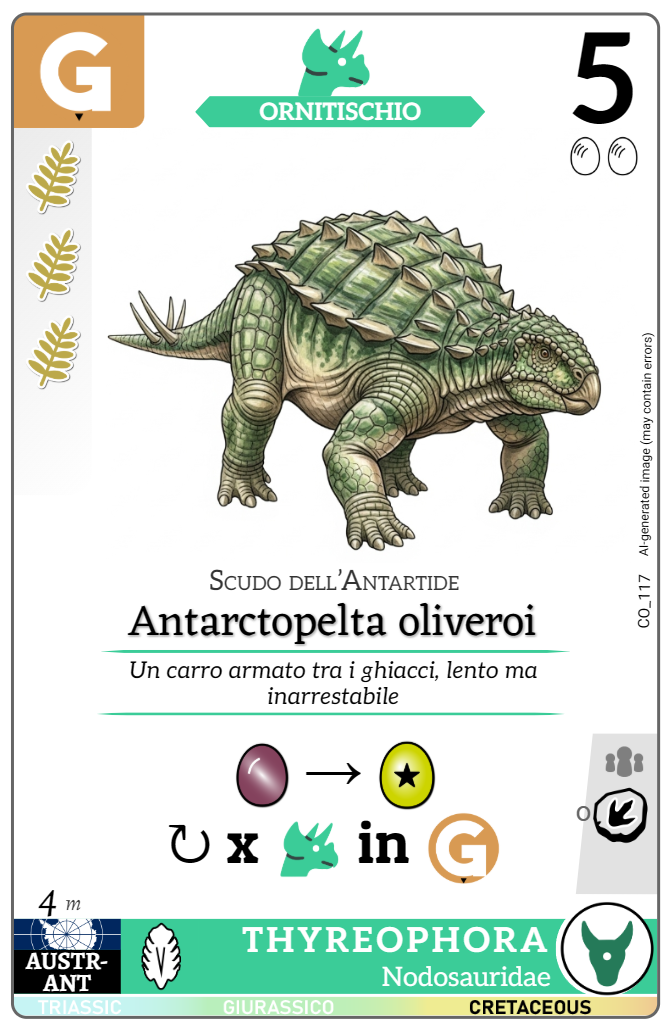 G
ORNITISCHIO
5
AI-generated image (may contain errors)
CO_117
Scudo dell'Antartide
Antarctopelta oliveroi
Un carro armato tra i ghiacci, lento ma
inarrestabile
→
↻ x in G
O
4 m
AUSTR-
ANT
THYREOPHORA
Nodosauridae
TRIASSIC GIURASSICO CRETACEOUS